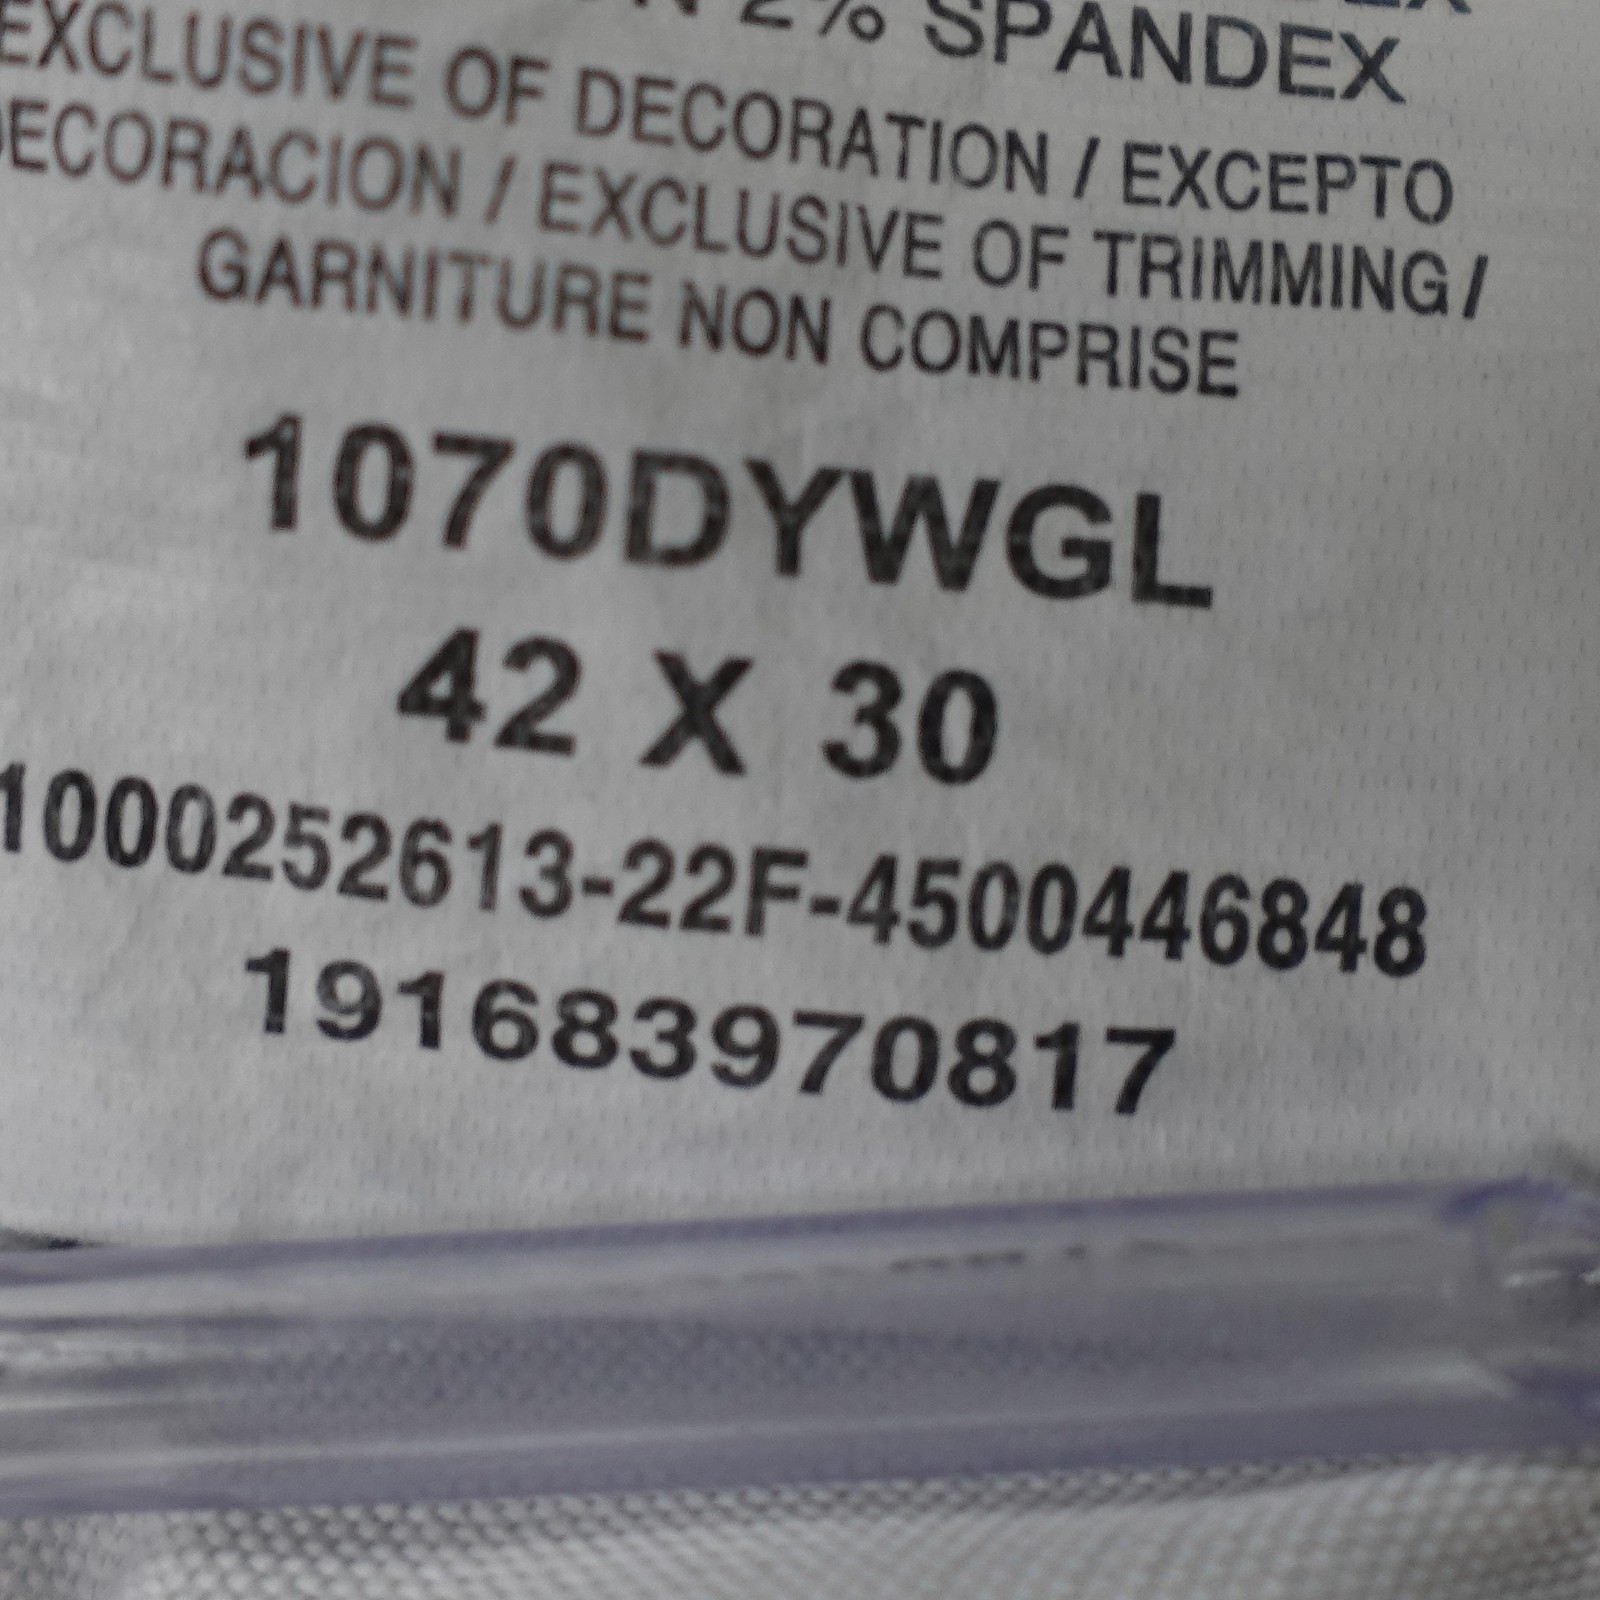 2% SPANDEX
EXCLUSIVE OF DECORATION / EXCEPTO
DECORACION / EXCLUSIVE OF TRIMMING /
GARNITURE NON COMPRISE
1070DYWGL
42 X 30
1000252613-22F-4500446848
191683970817